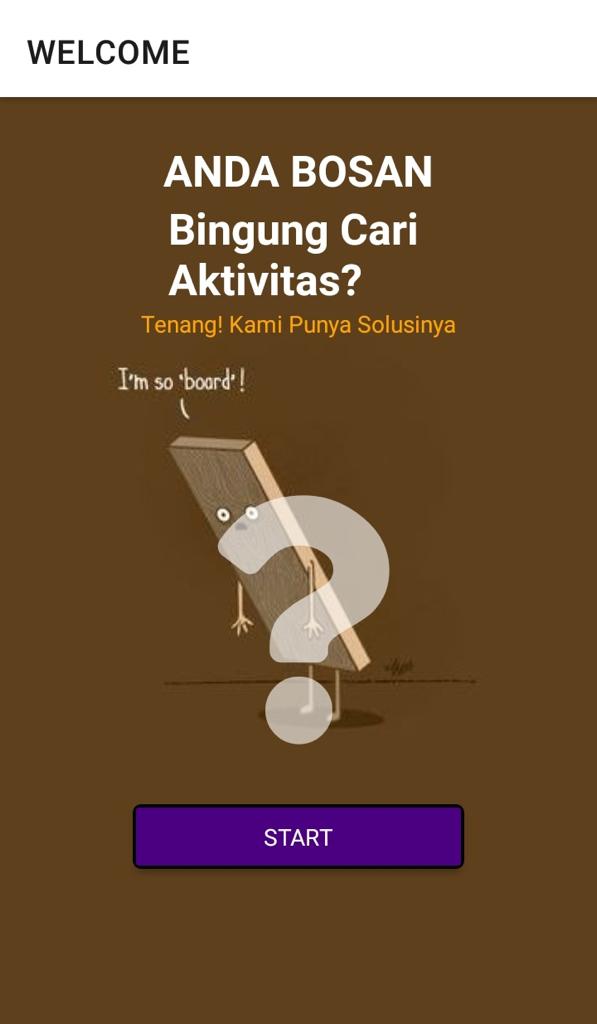 WELCOME
ANDA BOSAN
Bingung Cari
Aktivitas?
Tenang! Kami Punya Solusinya
I'm so 'board'!
?
START